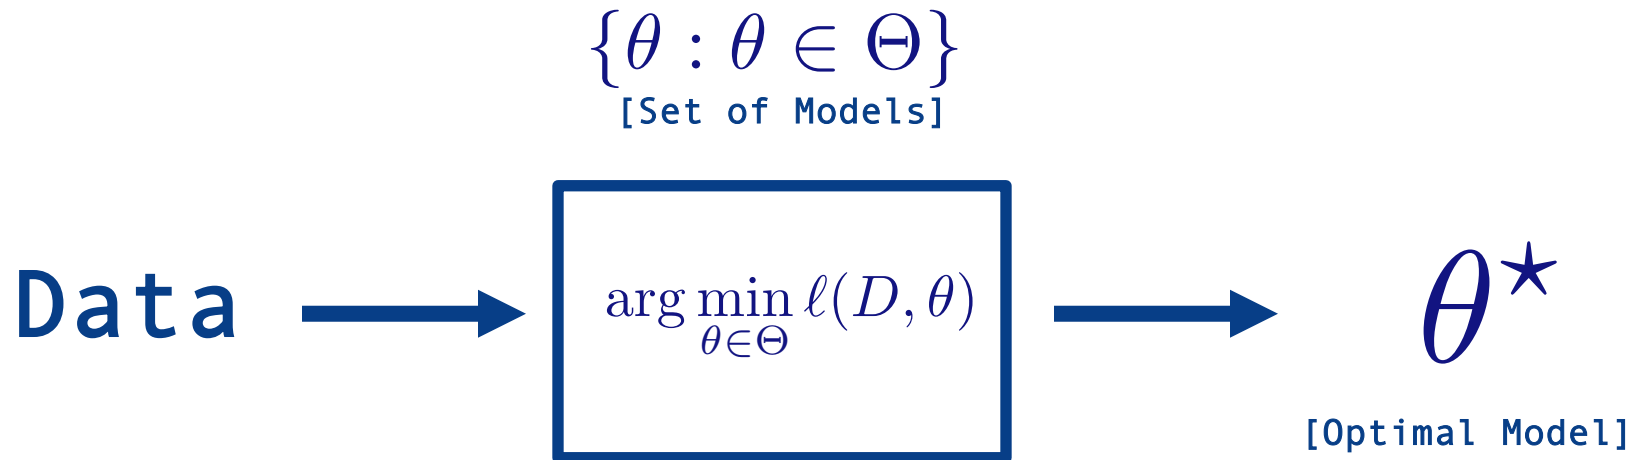 {θ : θ ∈ Θ}
[Set of Models]
Data
arg min ℓ(D, θ)
θ∈Θ
θ⋆
[Optimal Model]